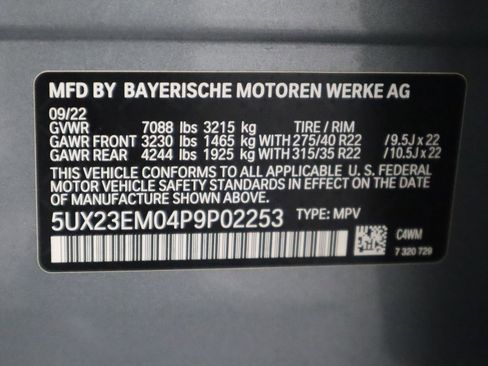 MFD BY BAYERISCHE MOTOREN WERKE AG
09/22
GVWR 7088 lbs 3215 kg TIRE / RIM
GAWR FRONT 3230 lbs 1465 kg WITH 275/40 R22 /9.5J x 22
GAWR REAR 4244 lbs 1925 kg WITH 315/35 R22 /10.5J x 22
THIS VEHICLE CONFORMS TO ALL APPLICABLE U. S. FEDERAL
MOTOR VEHICLE SAFETY STANDARDS IN EFFECT ON THE DATE
OF MANUFACTURE SHOWN ABOVE.
5UX23EM04P9P02253 TYPE: MPV
C4WM
7 320 729